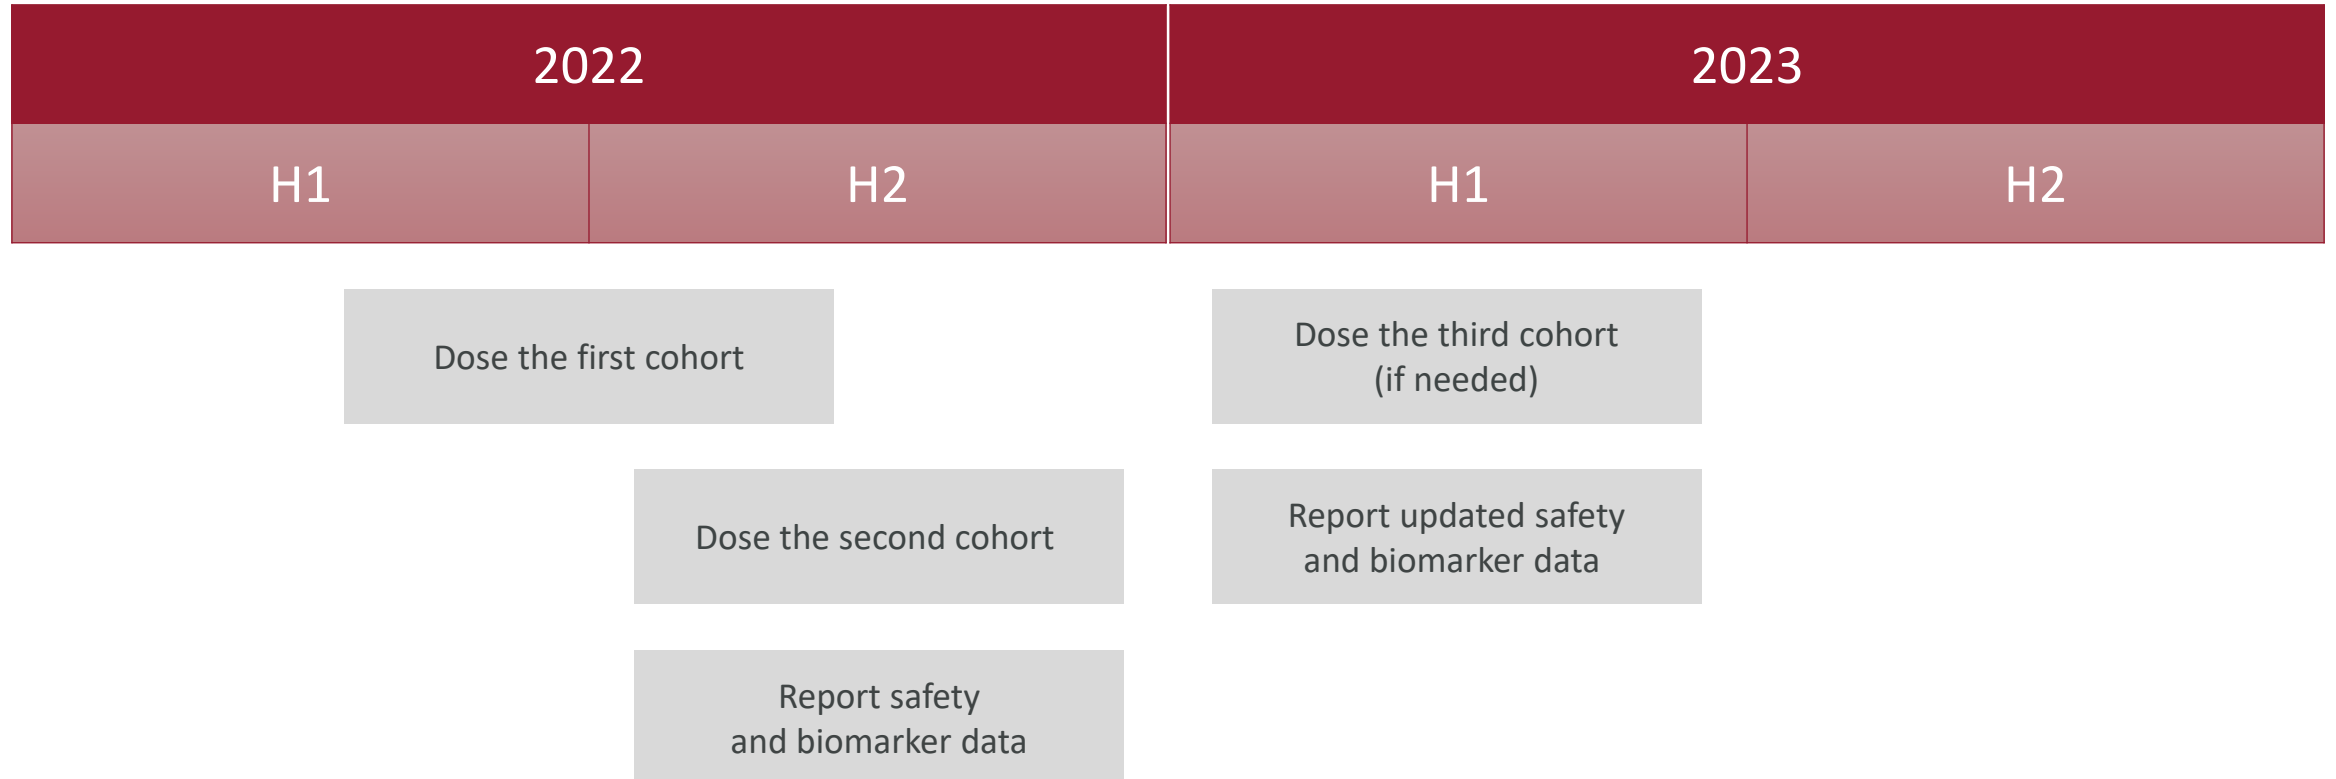 2022
2023
H1
H2
H1
H2
Dose the first cohort
Dose the third cohort
(if needed)
Dose the second cohort
Report updated safety
and biomarker data
Report safety
and biomarker data